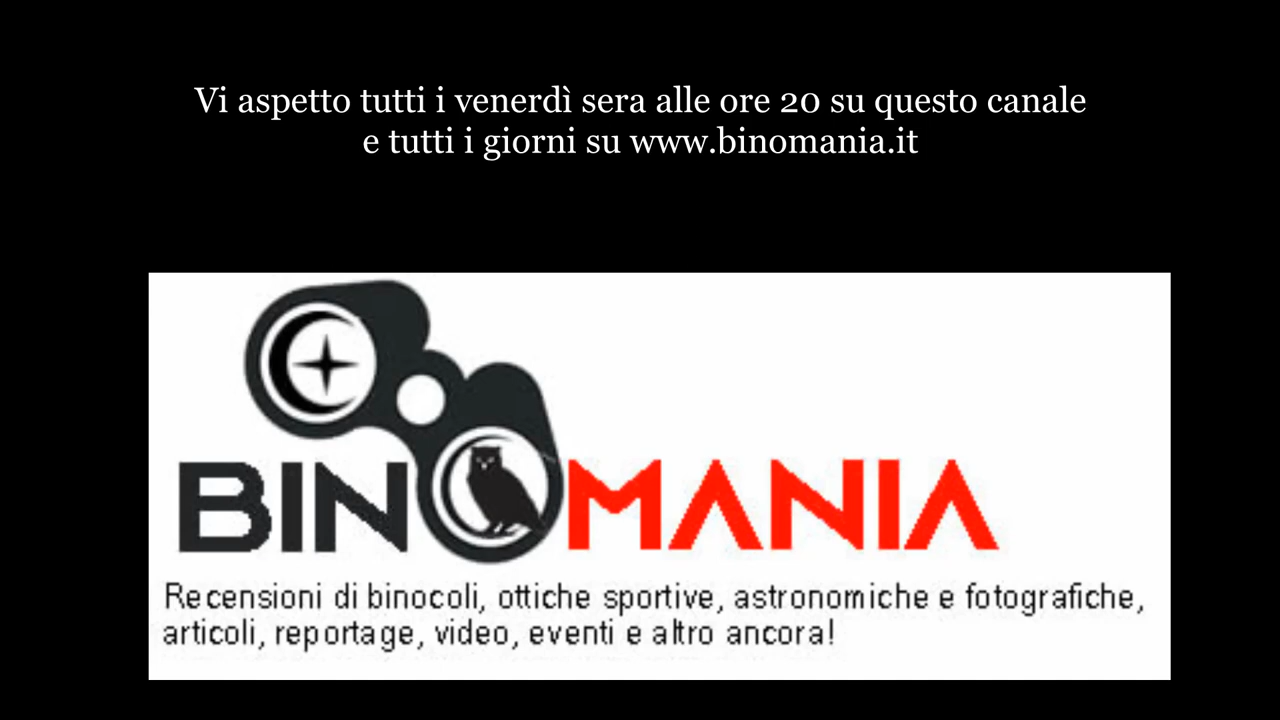 Vi aspetto tutti i venerdì sera alle ore 20 su questo canale
e tutti i giorni su www.binomania.it
BINOMANIA
Recensioni di binocoli, ottiche sportive, astronomiche e fotografiche,
articoli, reportage, video, eventi e altro ancora!